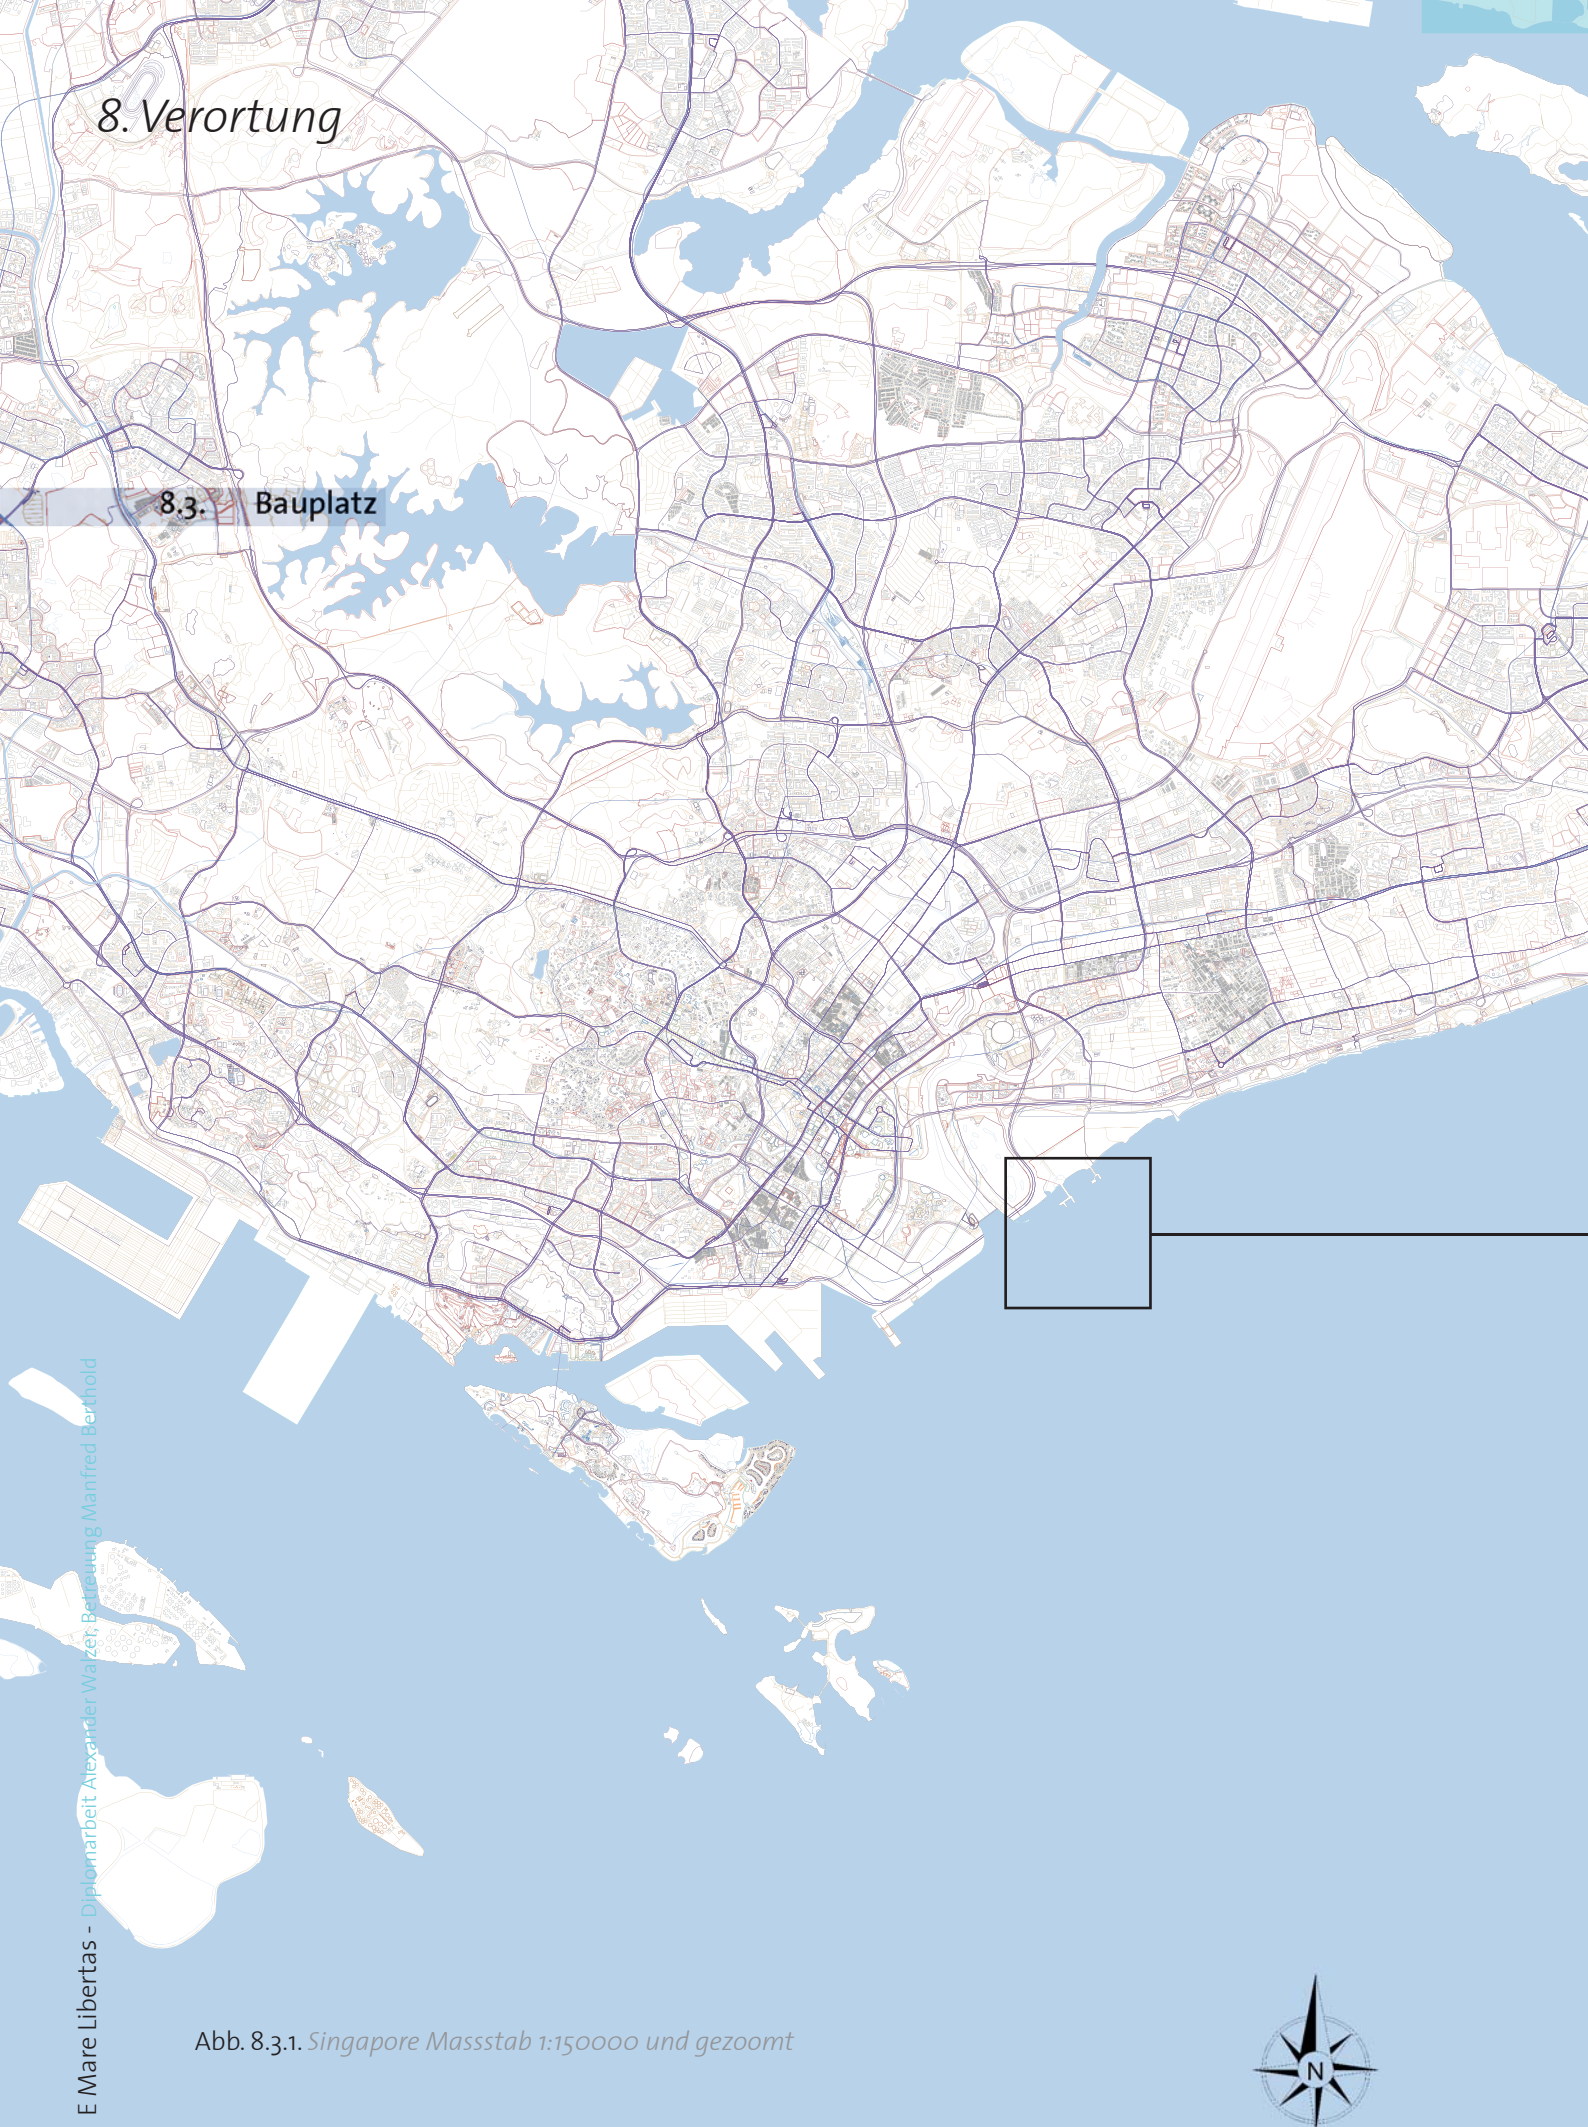 8. Verortung
8.3. Bauplatz
E Mare Libertas - Diplomarbeit Alexander Walzer, Betreuung Manfred Berthold
Abb. 8.3.1. Singapore Massstab 1:150000 und gezoomt
N